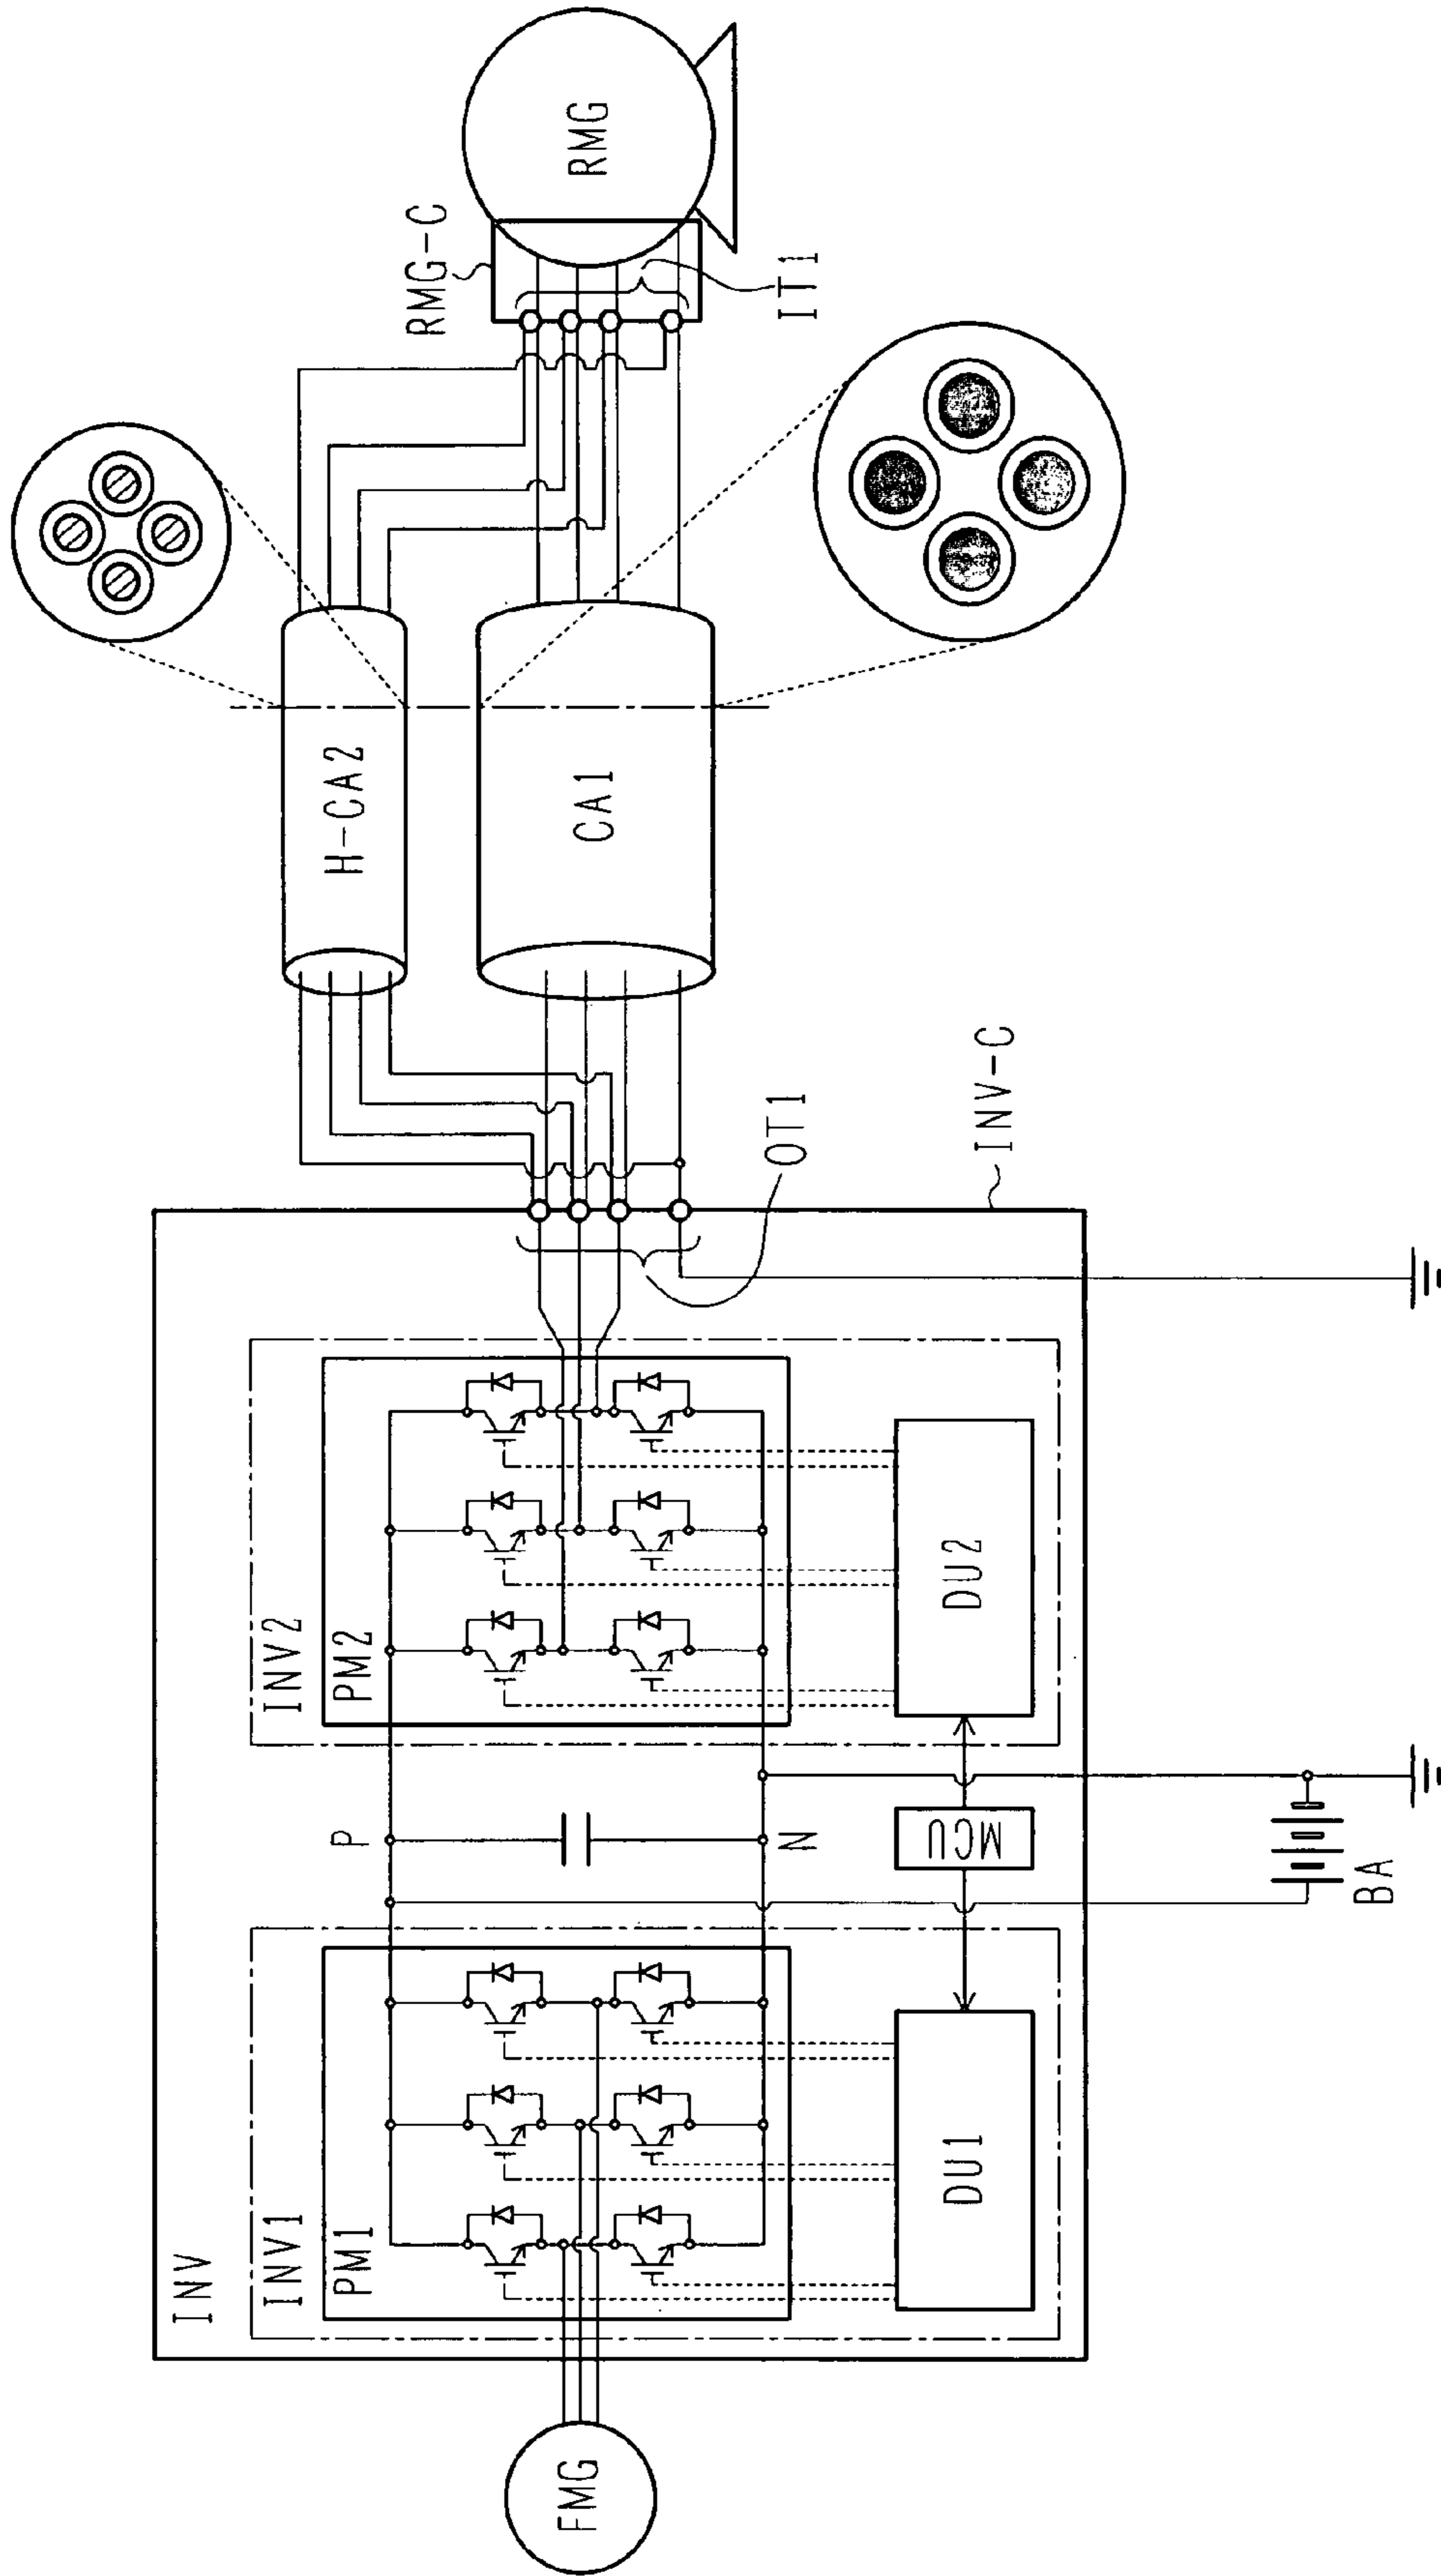 INV
INV1
PM1
DU1
FMG
P
N
MCU
BA
INV2
PM2
DU2
OT1
INV-C
H-CA2
CA1
RMG-C
IT1
RMG